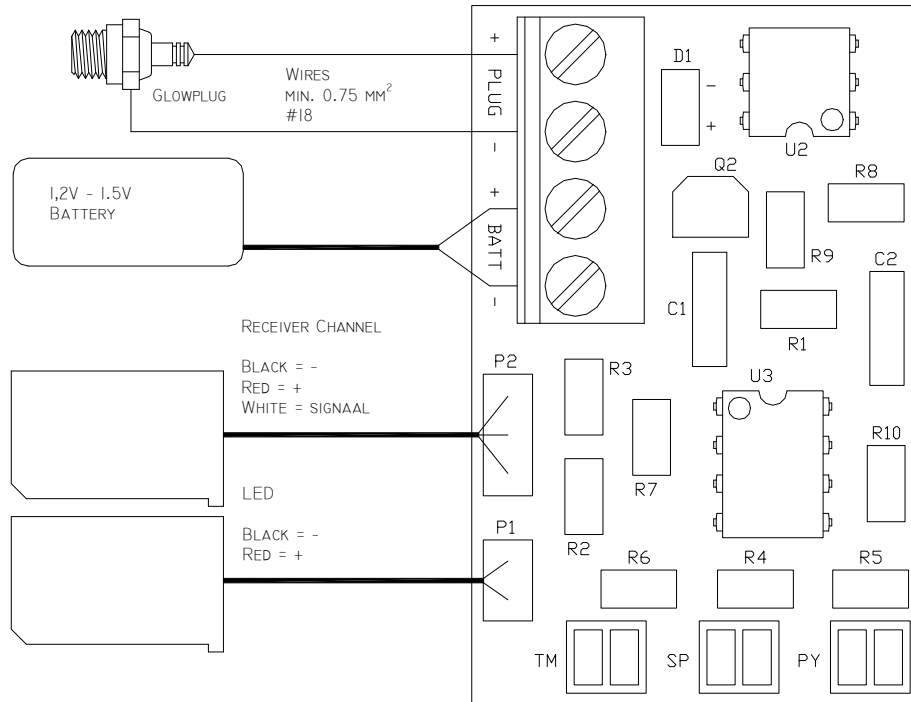 GLOWPLUG
WIRES
MIN. 0.75 MM²
#18
+
PLUG
-
1,2V - 1.5V
BATTERY
+
BATT
-
RECEIVER CHANNEL
BLACK = -
RED = +
WHITE = SIGNAAL
LED
BLACK = -
RED = +
D1
-
+
U2
Q2
R8
R9
C2
C1
R1
P2
R3
U3
R7
R10
P1
R2
R6
R4
R5
TM
SP
PY